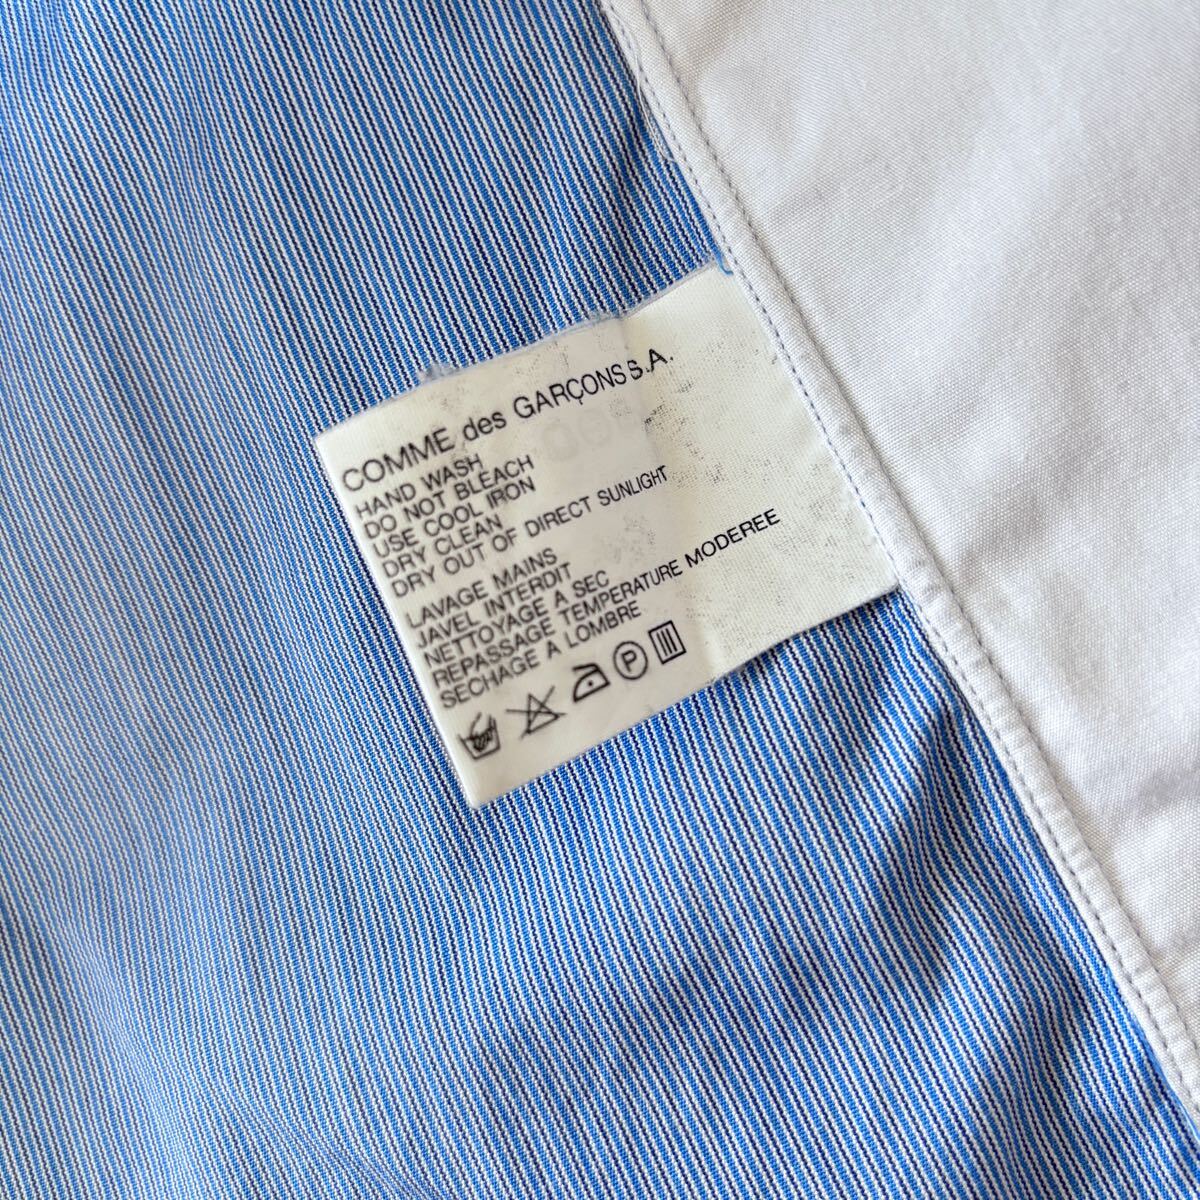 COMME des GARÇONS S.A.
HAND WASH
DO NOT BLEACH
USE COOL IRON
DRY CLEAN
DRY OUT OF DIRECT SUNLIGHT
LAVAGE MAINS
JAVEL INTERDIT
NETTOYAGE A SEC
REPASSAGE TEMPERATURE MODEREE
SECHAGE A LOMBRE
P